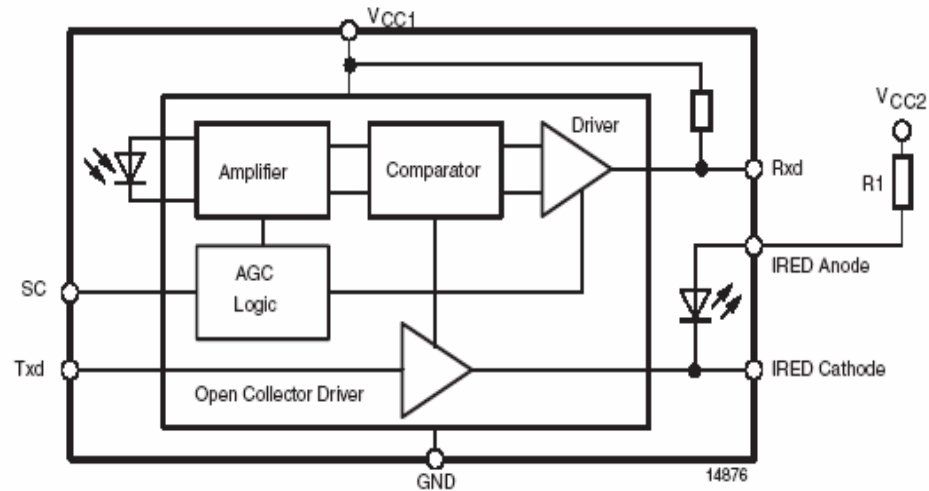 VCC1
Driver
VCC2
Amplifier
Comparator
Rxd
R1
AGC
Logic
IRED Anode
SC
Txd
Open Collector Driver
IRED Cathode
14876
GND